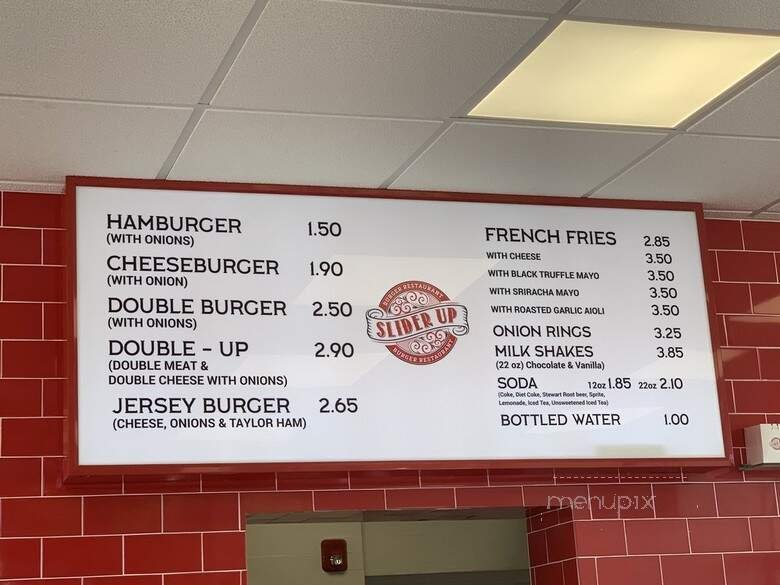 HAMBURGER 1.50
(WITH ONIONS)
CHEESEBURGER 1.90
(WITH ONION)
DOUBLE BURGER 2.50
(WITH ONIONS)
DOUBLE - UP 2.90
(DOUBLE MEAT &
DOUBLE CHEESE WITH ONIONS)
JERSEY BURGER 2.65
(CHEESE, ONIONS & TAYLOR HAM)
BURGER RESTAURANT
SLIDER UP
BURGER RESTAURANT
FRENCH FRIES 2.85
WITH CHEESE 3.50
WITH BLACK TRUFFLE MAYO 3.50
WITH SRIRACHA MAYO 3.50
WITH ROASTED GARLIC AIOLI 3.50
ONION RINGS 3.25
MILK SHAKES 3.85
(22 oz) Chocolate & Vanilla)
SODA 12oz 1.85 22oz 2.10
(Coke, Diet Coke, Stewart Root beer, Sprite,
Lemonade, Iced Tea, Unsweetened Iced Tea)
BOTTLED WATER 1.00
menupix